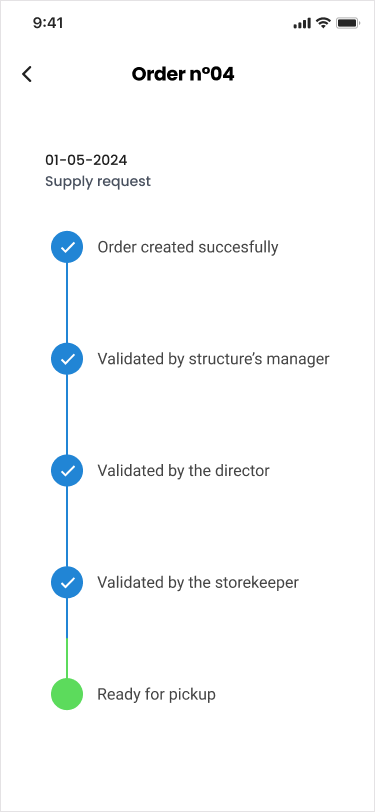 9:41
Order n°04
01-05-2024
Supply request
Order created succesfully
Validated by structure's manager
Validated by the director
Validated by the storekeeper
Ready for pickup